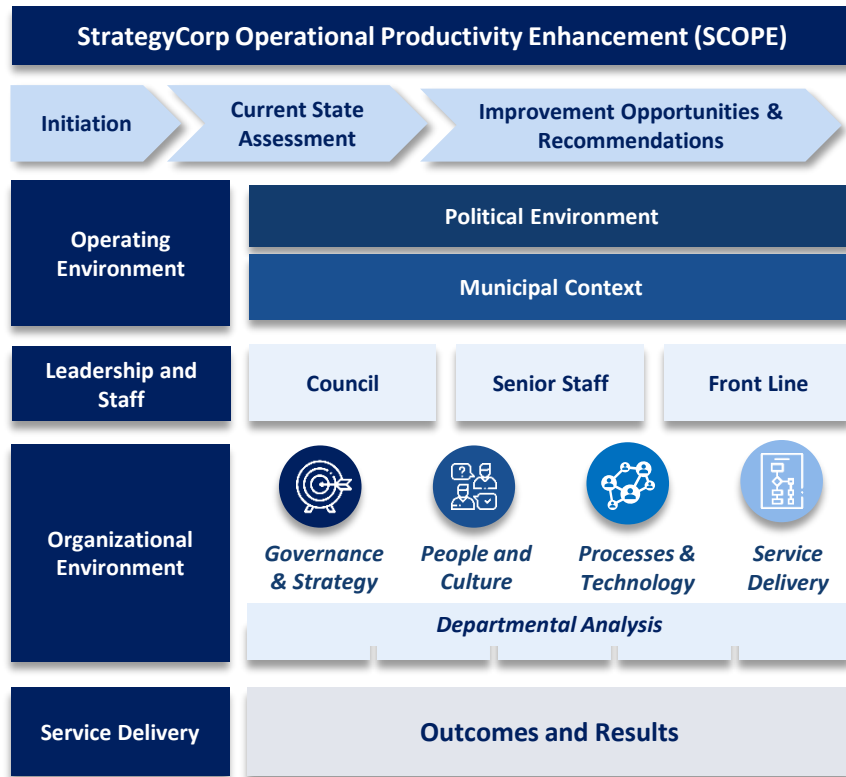 StrategyCorp Operational Productivity Enhancement (SCOPE)
Initiation
Current State
Assessment
Improvement Opportunities &
Recommendations
Operating
Environment
Political Environment
Municipal Context
Leadership and
Staff
Council
Senior Staff
Front Line
Organizational
Environment
Governance
& Strategy
People and
Culture
Processes &
Technology
Service
Delivery
Departmental Analysis
Service Delivery
Outcomes and Results